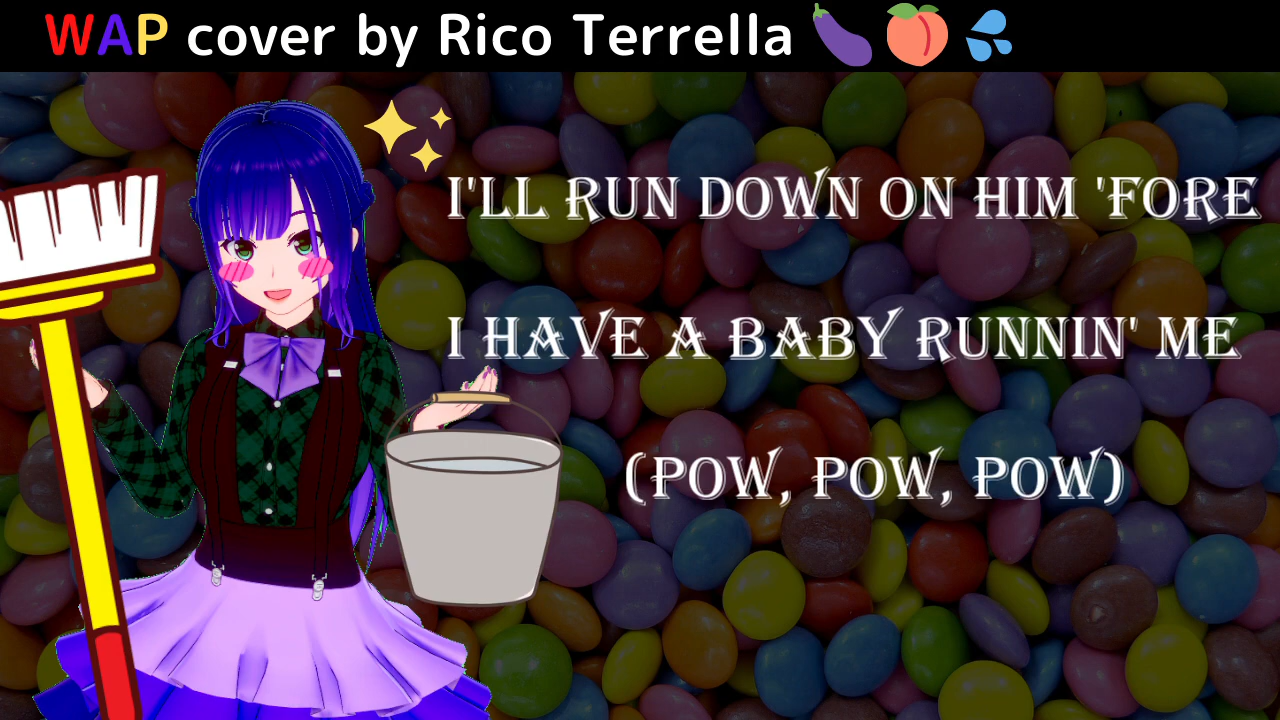 WAP cover by Rico Terrella 🍆🍑💦
I'LL RUN DOWN ON HIM 'FORE
I HAVE A BABY RUNNIN' ME
(POW, POW, POW)